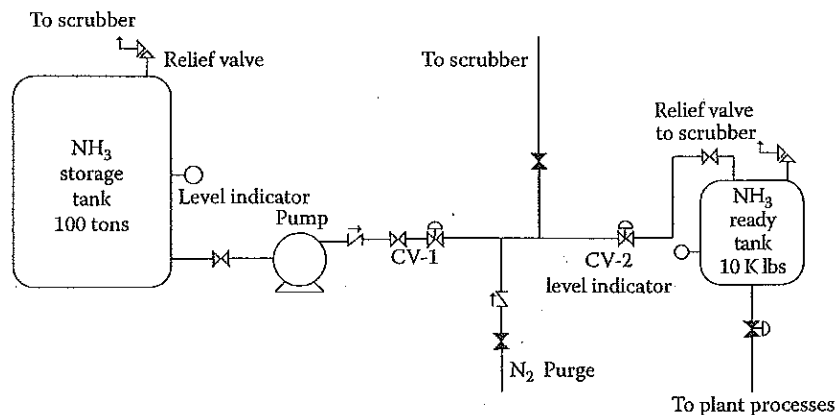 To scrubber
Relief valve
NH₃
storage
tank
100 tons
Level indicator
Pump
CV-1
To scrubber
N₂ Purge
CV-2
level indicator
Relief valve
to scrubber
NH₃
ready
tank
10 K lbs
To plant processes